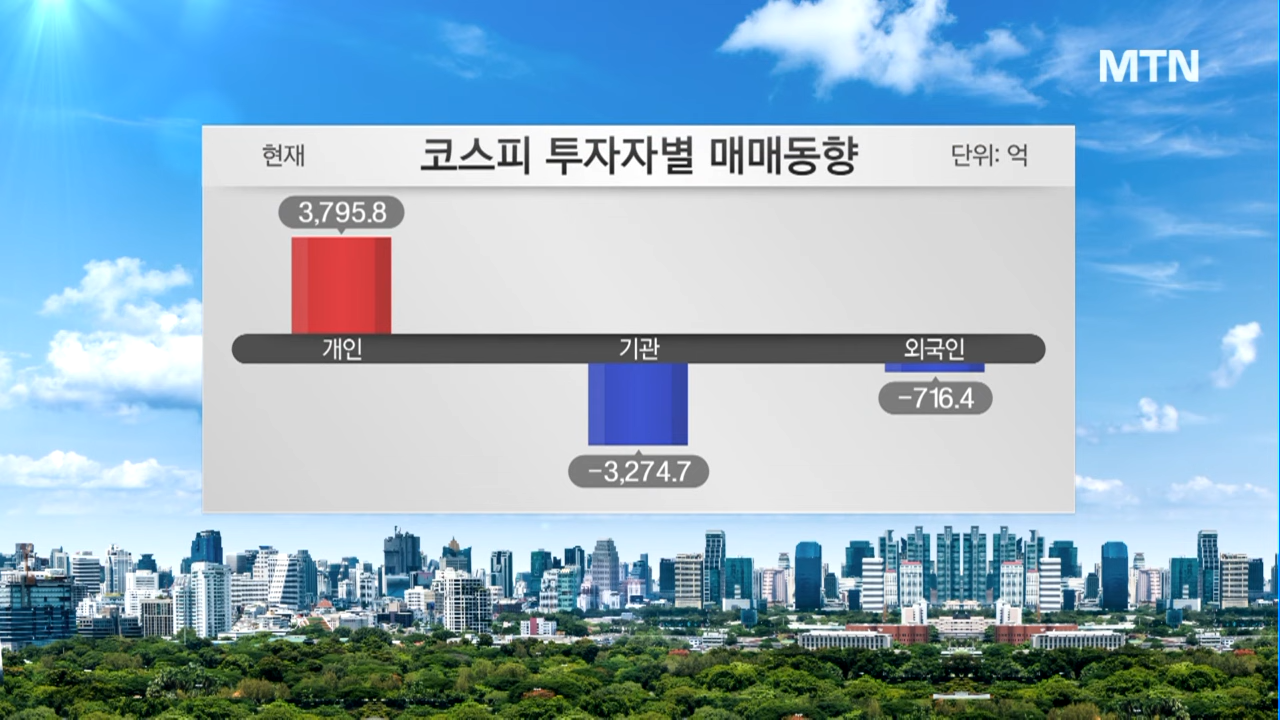 MTN
현재
코스피 투자자별 매매동향
단위: 억
3,795.8
개인
기관
외국인
-716.4
-3,274.7